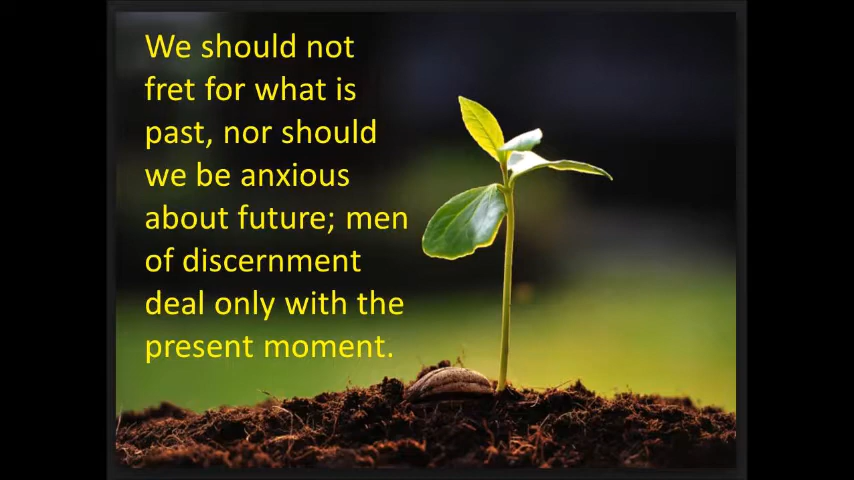 We should not
fret for what is
past, nor should
we be anxious
about future; men
of discernment
deal only with the
present moment.